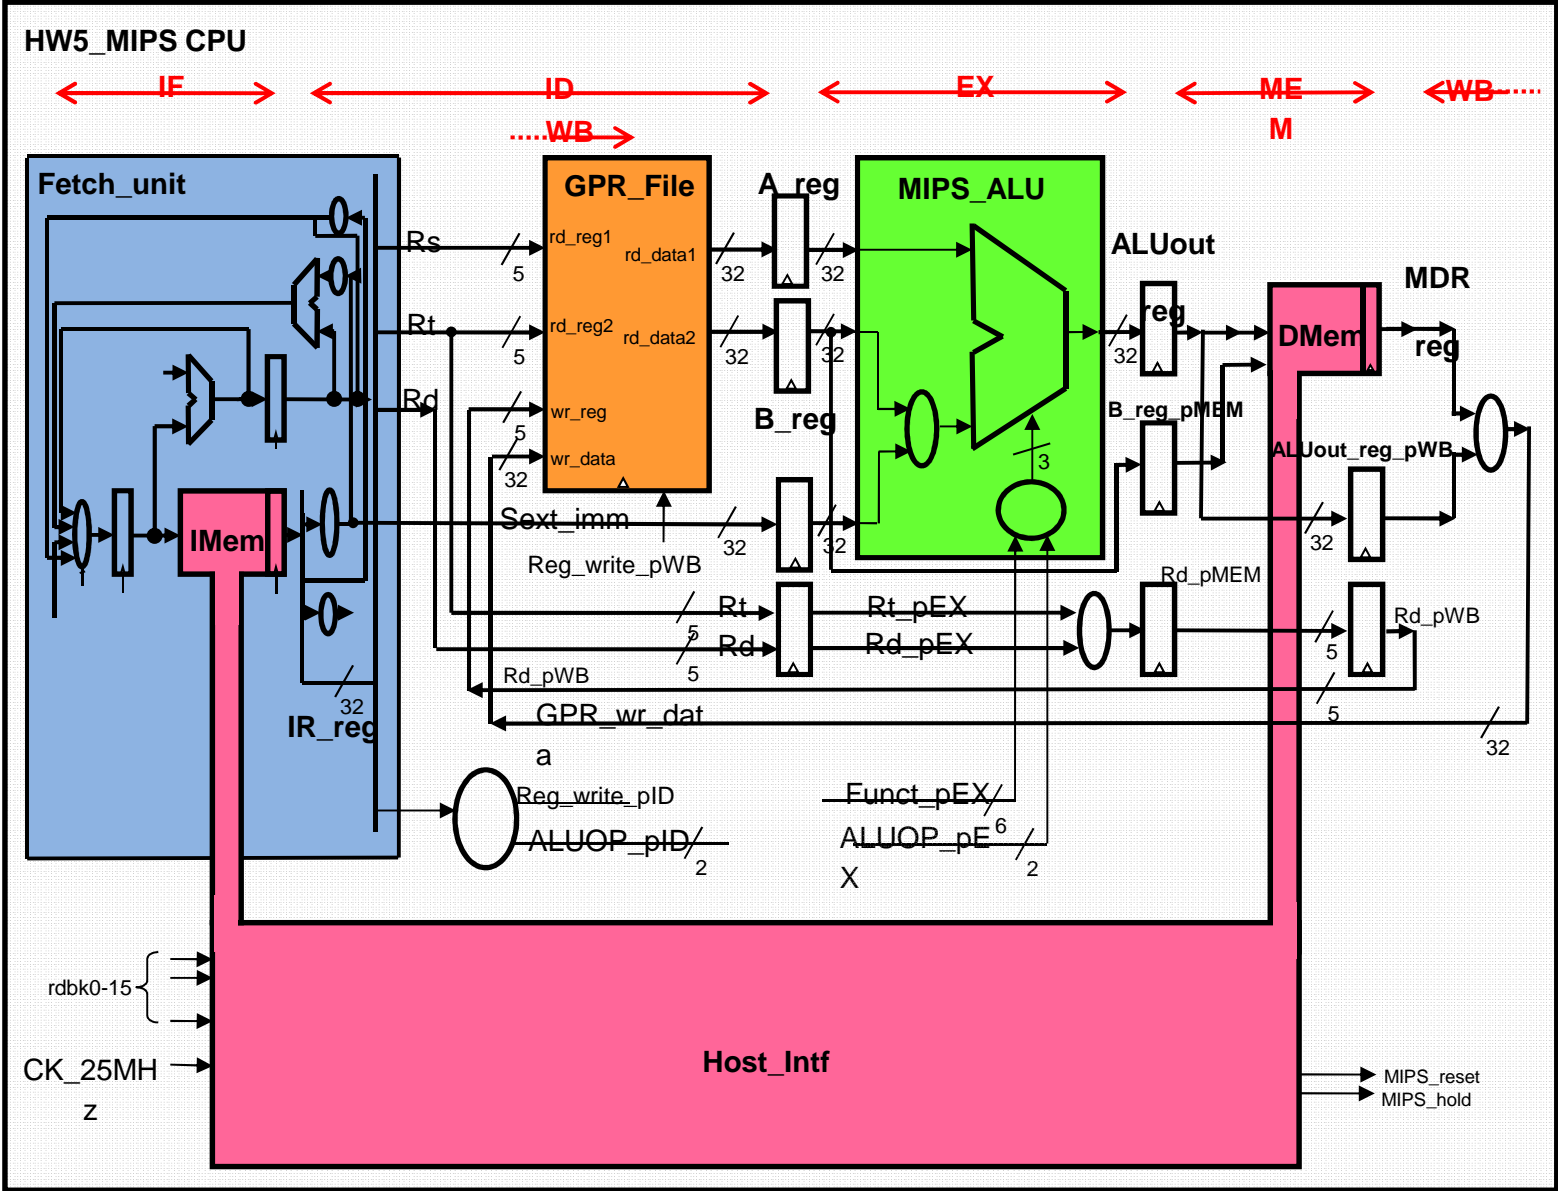 HW5_MIPS CPU
IF
ID
EX
ME
M
WB
WB
Fetch_unit
GPR_File
A_reg
MIPS_ALU
Rs
5
rd_reg1
rd_data1
32
32
ALUout
reg
MDR
reg
Rt
5
rd_reg2
rd_data2
32
32
32
DMem
Rd
5
wr_reg
B_reg
B_reg_pMEM
32
wr_data
3
ALUout_reg_pWB
IMem
Sext_imm
32
32
32
Reg_write_pWB
Rd_pMEM
Rt
5
Rt_pEX
Rd_pWB
Rd
5
Rd_pEX
5
Rd_pWB
32
IR_reg
GPR_wr_dat
a
5
32
Reg_write_pID
Funct_pEX
6
ALUOP_pID
2
ALUOP_pE
X
2
rdbk0-15
CK_25MH
z
Host_Intf
MIPS_reset
MIPS_hold